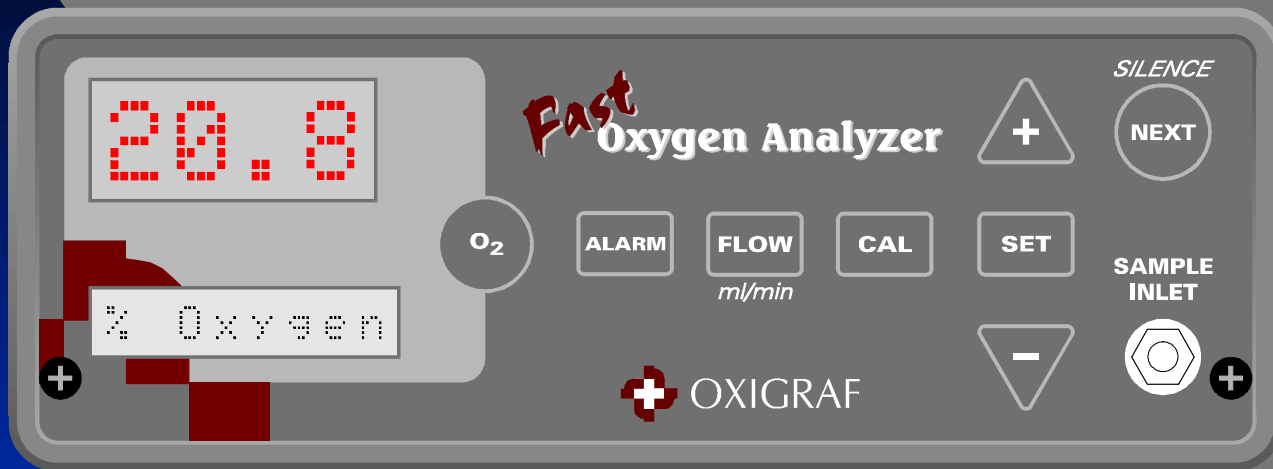 20.8
% Oxygen
O2
Fast
Oxygen Analyzer
ALARM
FLOW
ml/min
CAL
+
SET
-
SILENCE
NEXT
SAMPLE
INLET
OXIGRAF